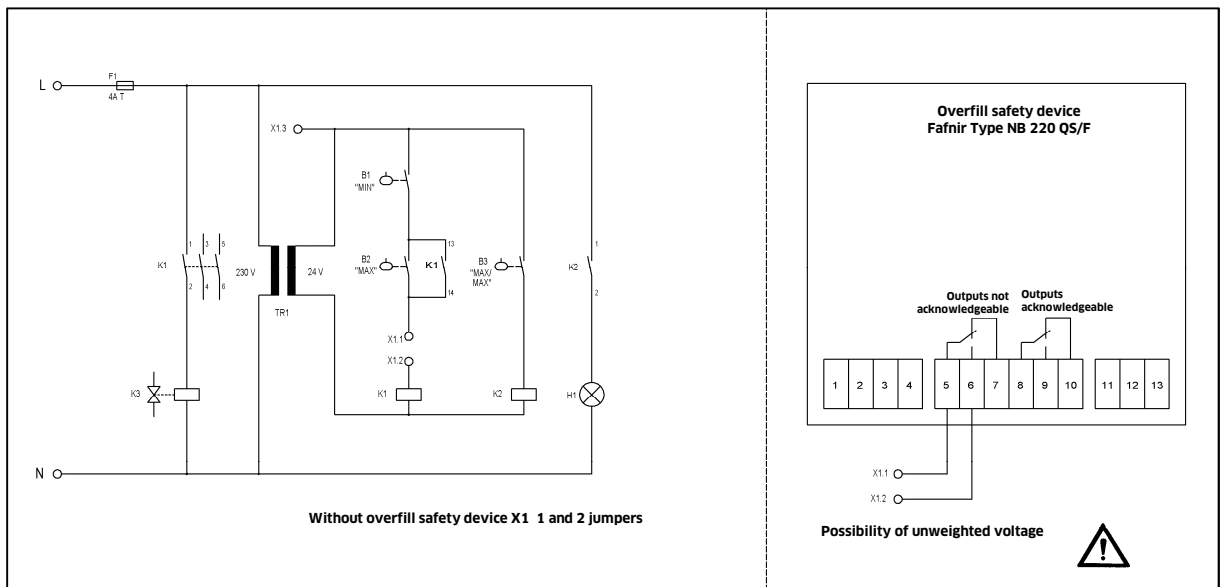 L
F1
4A T
X1.3
B1
"MIN"
1 3 5
K1
2 4 6
230 V
24 V
TR1
B2
"MAX"
13
K1
14
B3
"MAX/
MAX"
1
K2
2
X1.1
X1.2
K3
K1
K2
H1
N
Without overfill safety device X1 1 and 2 jumpers
Overfill safety device
Fafnir Type NB 220 QS/F
Outputs not
acknowledgeable
Outputs
acknowledgeable
1 2 3 4 5 6 7 8 9 10 11 12 13
X1.1
X1.2
Possibility of unweighted voltage